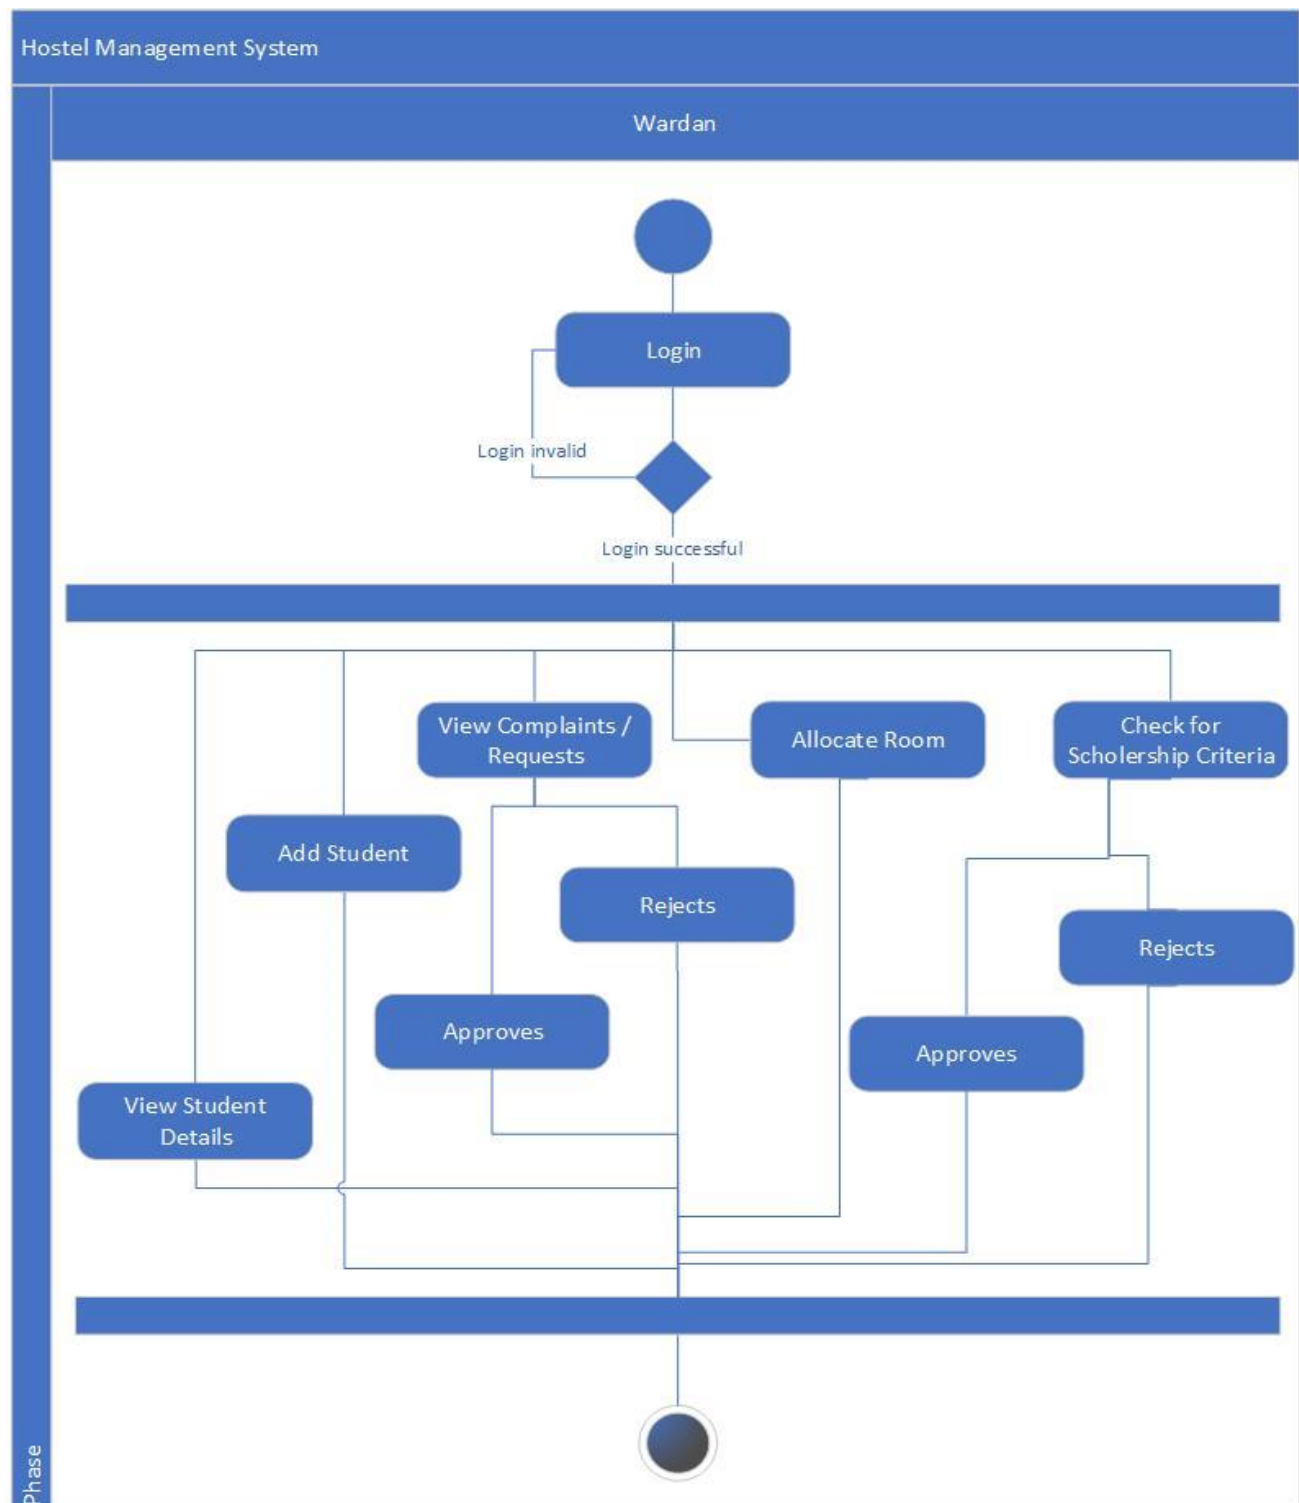 Hostel Management System
Wardan
Login
Login invalid
Login successful
View Complaints /
Requests
Allocate Room
Check for
Scholership Criteria
Add Student
Rejects
Rejects
Approves
Approves
View Student
Details
Phase